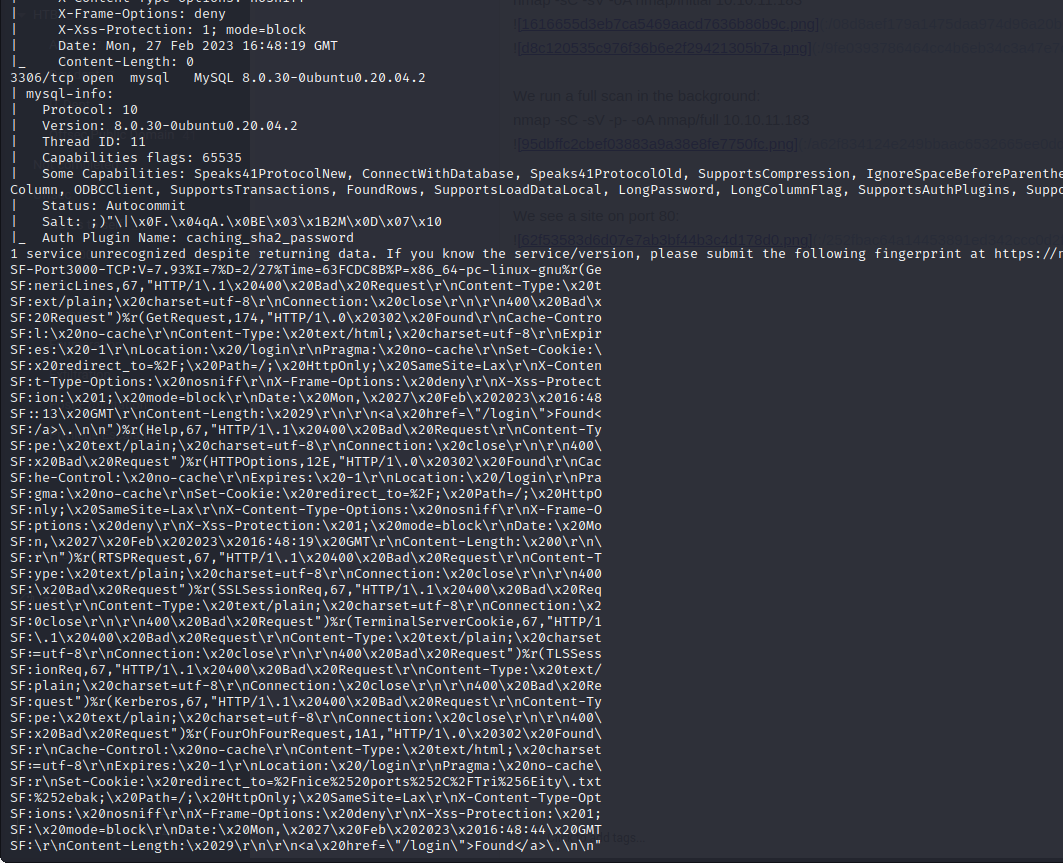 X-Frame-Options: deny
nmap -sC -sV -oA nmap/initial 10.10.11.183
X-Xss-Protection: 1; mode=block
Date: Mon, 27 Feb 2023 16:48:19 GMT
|_    Content-Length: 0
3306/tcp open  mysql   MySQL 8.0.30-0ubuntu0.20.04.2
| mysql-info:
|   Protocol: 10
|   Version: 8.0.30-0ubuntu0.20.04.2
|   Thread ID: 11
|   Capabilities flags: 65535
|   Some Capabilities: Speaks41ProtocolNew, ConnectWithDatabase, Speaks41ProtocolOld, SupportsCompression, IgnoreSpaceBeforeParenthe
Column, ODBCClient, SupportsTransactions, FoundRows, SupportsLoadDataLocal, LongPassword, LongColumnFlag, SupportsAuthPlugins, Supp
|   Status: Autocommit
|   Salt: ;)"\|\x0F.\x04qA.\x0BE\x03\x1B2M\x0D\x07\x10
|_  Auth Plugin Name: caching_sha2_password
We run a full scan in the background:
nmap -sC -sV -p- -oA nmap/full 10.10.11.183
We see a site on port 80:
1 service unrecognized despite returning data. If you know the service/version, please submit the following fingerprint at https://n
SF-Port3000-TCP:V=7.93%I=7%D=2/27%Time=63FCDC8B%P=x86_64-pc-linux-gnu%r(Ge
SF:nericLines,67,"HTTP/1\.1\x20400\x20Bad\x20Request\r\nContent-Type:\x20t
SF:ext/plain;\x20charset=utf-8\r\nConnection:\x20close\r\n\r\n400\x20Bad\x
SF:20Request")%r(GetRequest,174,"HTTP/1\.0\x20302\x20Found\r\nCache-Contro
SF:l:\x20no-cache\r\nContent-Type:\x20text/html;\x20charset=utf-8\r\nExpir
SF:es:\x20-1\r\nLocation:\x20/login\r\nPragma:\x20no-cache\r\nSet-Cookie:\
SF:x20redirect_to=%2F;\x20Path=/;\x20HttpOnly;\x20SameSite=Lax\r\nX-Conten
SF:t-Type-Options:\x20nosniff\r\nX-Frame-Options:\x20deny\r\nX-Xss-Protect
SF:ion:\x201;\x20mode=block\r\nDate:\x20Mon,\x2027\x20Feb\x202023\x2016:48
SF::13\x20GMT\r\nContent-Length:\x2029\r\n\r\n<a\x20href=\"/login\">Found<
SF:/a>\.\n\n")%r(Help,67,"HTTP/1\.1\x20400\x20Bad\x20Request\r\nContent-Ty
SF:pe:\x20text/plain;\x20charset=utf-8\r\nConnection:\x20close\r\n\r\n400\
SF:x20Bad\x20Request")%r(HTTPOptions,12E,"HTTP/1\.0\x20302\x20Found\r\nCac
SF:he-Control:\x20no-cache\r\nExpires:\x20-1\r\nLocation:\x20/login\r\nPra
SF:gma:\x20no-cache\r\nSet-Cookie:\x20redirect_to=%2F;\x20Path=/;\x20HttpO
SF:nly;\x20SameSite=Lax\r\nX-Content-Type-Options:\x20nosniff\r\nX-Frame-O
SF:ptions:\x20deny\r\nX-Xss-Protection:\x201;\x20mode=block\r\nDate:\x20Mo
SF:n,\x2027\x20Feb\x202023\x2016:48:19\x20GMT\r\nContent-Length:\x200\r\n\
SF:r\n")%r(RTSPRequest,67,"HTTP/1\.1\x20400\x20Bad\x20Request\r\nContent-T
SF:ype:\x20text/plain;\x20charset=utf-8\r\nConnection:\x20close\r\n\r\n400
SF:\x20Bad\x20Request")%r(SSLSessionReq,67,"HTTP/1\.1\x20400\x20Bad\x20Req
SF:uest\r\nContent-Type:\x20text/plain;\x20charset=utf-8\r\nConnection:\x2
SF:0close\r\n\r\n400\x20Bad\x20Request")%r(TerminalServerCookie,67,"HTTP/1
SF:\.1\x20400\x20Bad\x20Request\r\nContent-Type:\x20text/plain;\x20charset
SF:=utf-8\r\nConnection:\x20close\r\n\r\n400\x20Bad\x20Request")%r(TLSSess
SF:ionReq,67,"HTTP/1\.1\x20400\x20Bad\x20Request\r\nContent-Type:\x20text/
SF:plain;\x20charset=utf-8\r\nConnection:\x20close\r\n\r\n400\x20Bad\x20Re
SF:quest")%r(Kerberos,67,"HTTP/1\.1\x20400\x20Bad\x20Request\r\nContent-Ty
SF:pe:\x20text/plain;\x20charset=utf-8\r\nConnection:\x20close\r\n\r\n400\
SF:x20Bad\x20Request")%r(FourOhFourRequest,1A1,"HTTP/1\.0\x20302\x20Found\
SF:r\nCache-Control:\x20no-cache\r\nContent-Type:\x20text/html;\x20charset
SF:=utf-8\r\nExpires:\x20-1\r\nLocation:\x20/login\r\nPragma:\x20no-cache\
SF:r\nSet-Cookie:\x20redirect_to=%2Fnice%2520ports%252C%2FTri%256Eity\.txt
SF:%252ebak;\x20Path=/;\x20HttpOnly;\x20SameSite=Lax\r\nX-Content-Type-Opt
SF:ions:\x20nosniff\r\nX-Frame-Options:\x20deny\r\nX-Xss-Protection:\x201;
SF:\x20mode=block\r\nDate:\x20Mon,\x2027\x20Feb\x202023\x2016:48:44\x20GMT
SF:\r\nContent-Length:\x2029\r\n\r\n<a\x20href=\"/login\">Found</a>\.\n\n"